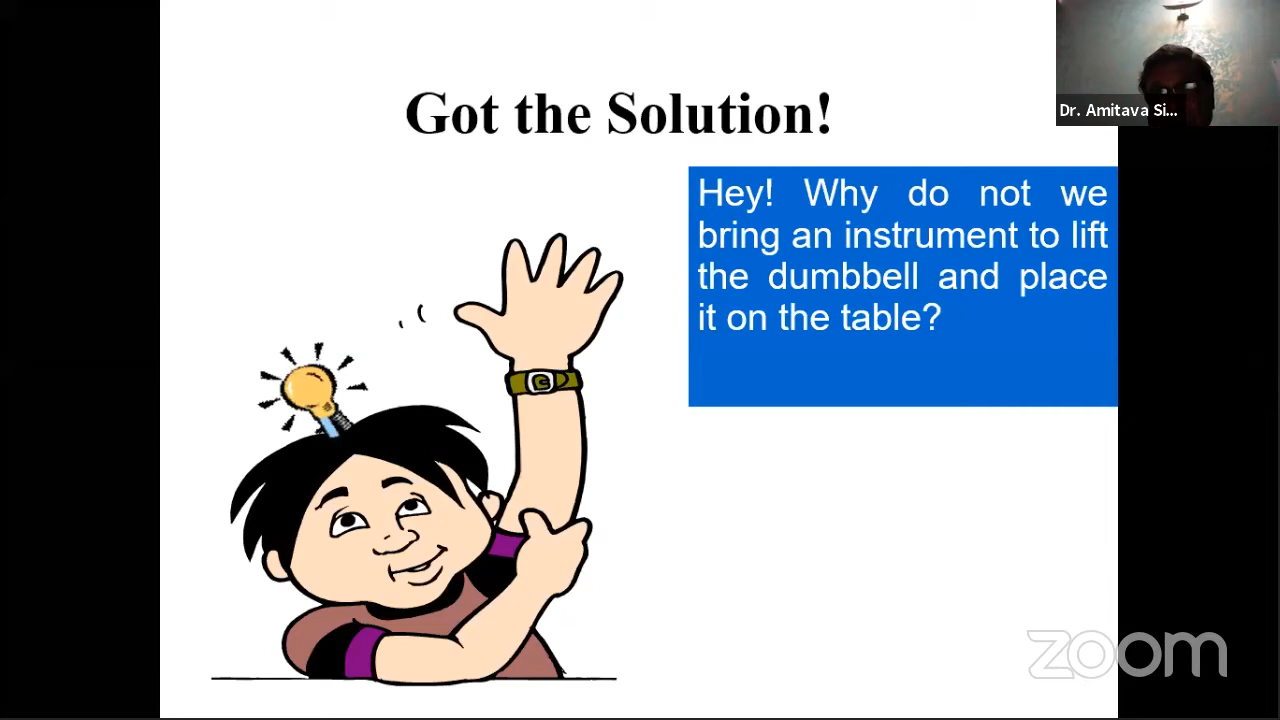 Got the Solution!
Dr. Amitava Si...
Hey! Why do not we
bring an instrument to lift
the dumbbell and place
it on the table?
zoom